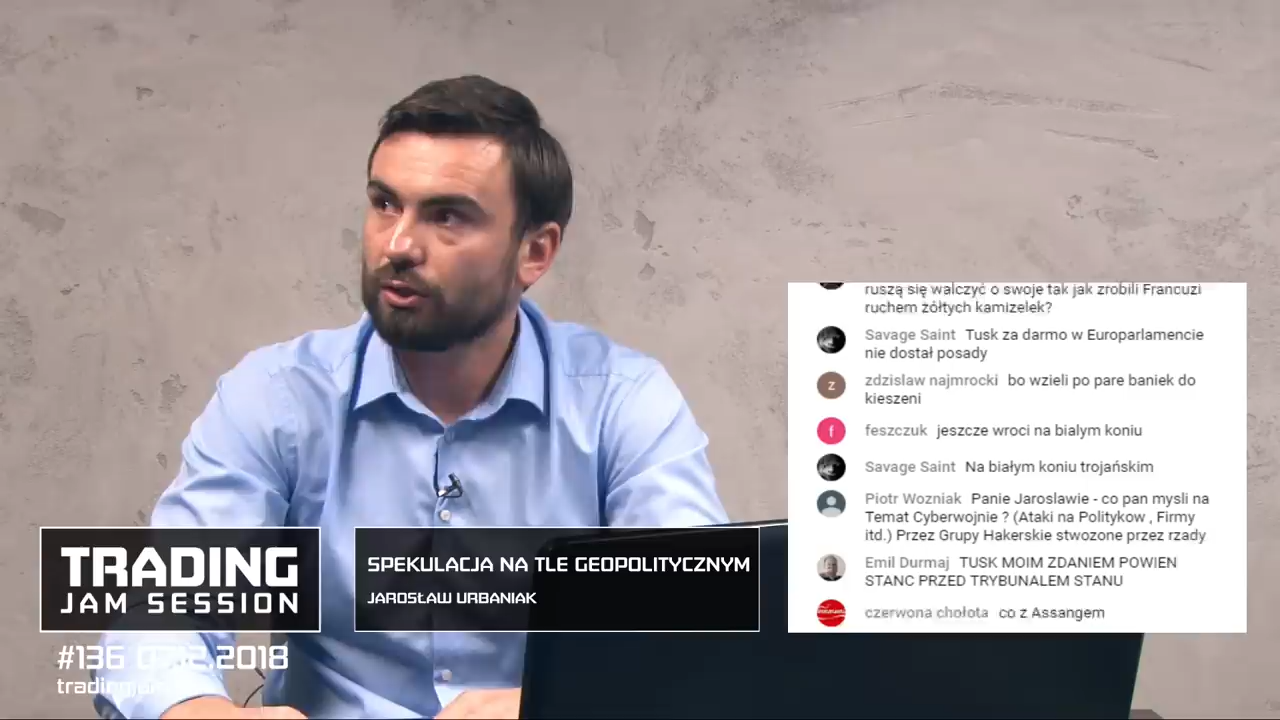 TRADING
JAM SESSION
#136 07.12.2018
SPEKULACJA NA TLE GEOPOLITYCZNYM
JAROSŁAW URBANIAK
ruszą się walczyć o swoje tak jak zrobili Francuzi
ruchem żółtych kamizelek?
Savage Saint Tusk za darmo w Europarlamencie
nie dostał posady
zdzislaw najmrocki bo wzieli po pare baniek do
kieszeni
feszczuk jeszcze wroci na bialym koniu
Savage Saint Na białym koniu trojańskim
Piotr Wozniak Panie Jaroslawie - co pan mysli na
Temat Cyberwojnie ? (Ataki na Politykow , Firmy
itd.) Przez Grupy Hakerskie stwozone przez rzady
Emil Durmaj TUSK MOIM ZDANIEM POWIEN
STANC PRZED TRYBUNALEM STANU
czerwona chołota co z Assangem